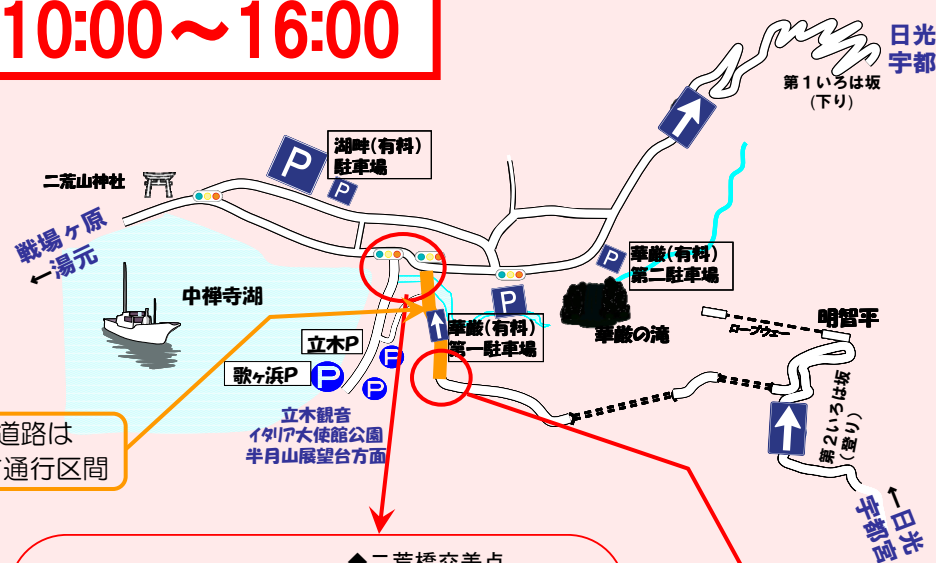 10:00～16:00
日光
宇都
第1いろは坂
(下り)
P
湖畔(有料)
駐車場
P
二荒山神社
戦場ヶ原
←湯元
中禅寺湖
P
華厳(有料)
第二駐車場
P
華厳(有料)
第一駐車場
華厳の滝
ロープウェー
明智平
立木P
歌ヶ浜P
P
P
P
立木観音
イタリア大使館公園
半月山展望台方面
道路は
通行区間
第2いろは坂
(登り)
←日光
宇都宮
◆二荒橋交差点